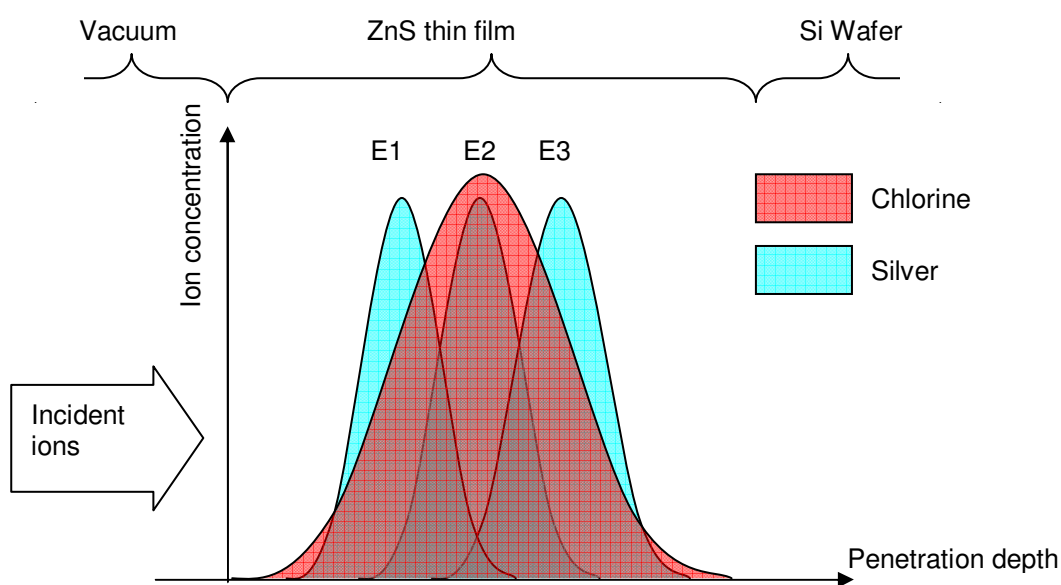 Vacuum
ZnS thin film
Si Wafer
Ion concentration
E1
E2
E3
Chlorine
Silver
Incident
ions
Penetration depth